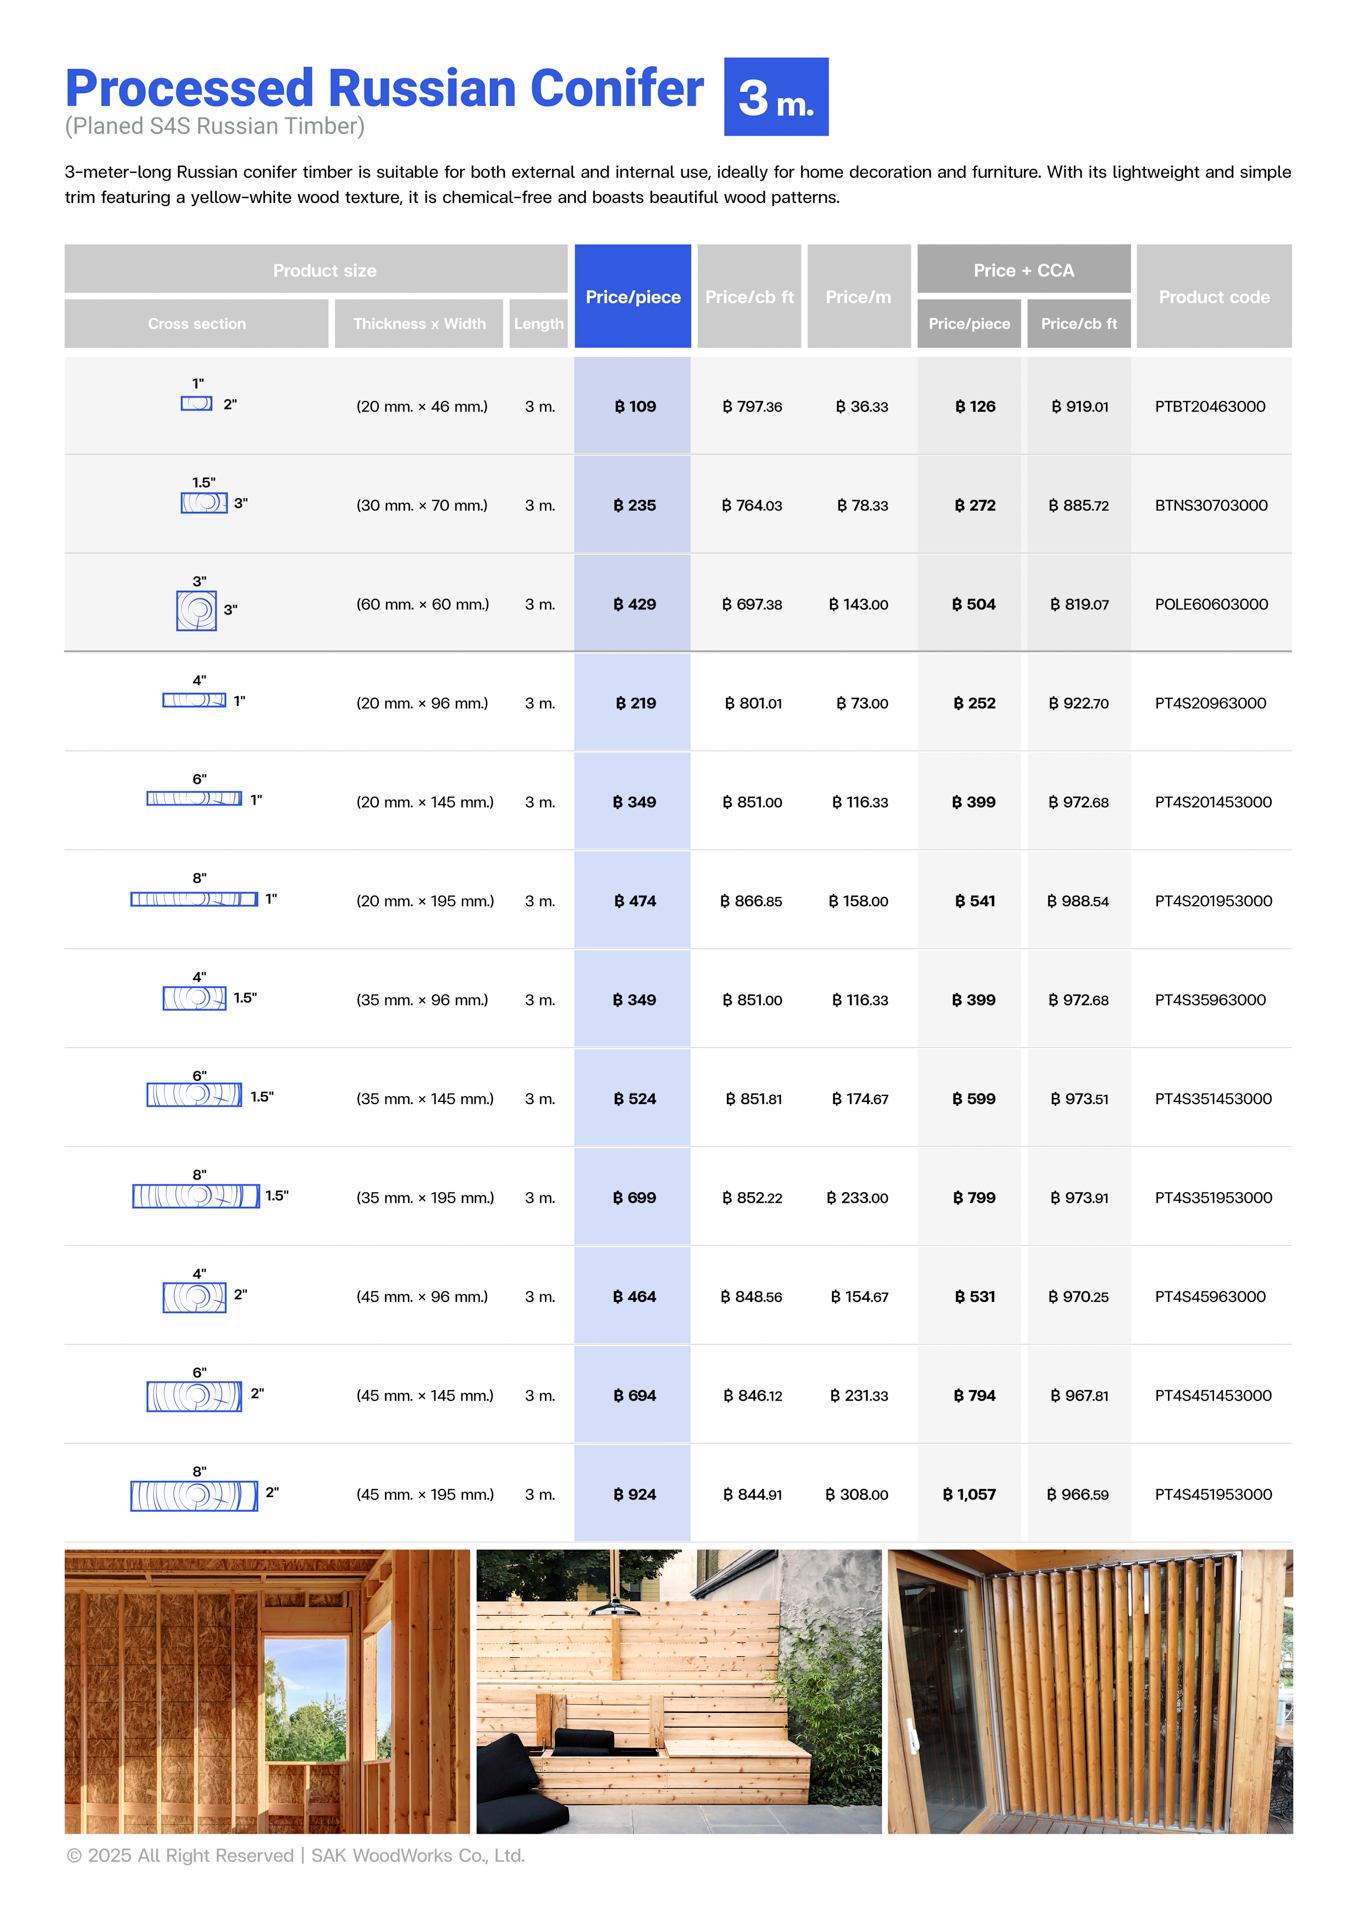 Processed Russian Conifer
3 m.
(Planed S4S Russian Timber)
3-meter-long Russian conifer timber is suitable for both external and internal use, ideally for home decoration and furniture. With its lightweight and simple
trim featuring a yellow-white wood texture, it is chemical-free and boasts beautiful wood patterns.
Product size Price/piece Price/cb ft Price/m Price + CCA Product code
Cross section Thickness x Width Length Price/piece Price/cb ft
1" 2" (20 mm. × 46 mm.) 3 m. ฿ 109 ฿ 797.36 ฿ 36.33 ฿ 126 ฿ 919.01 PTBT20463000
1.5" 3" (30 mm. × 70 mm.) 3 m. ฿ 235 ฿ 764.03 ฿ 78.33 ฿ 272 ฿ 885.72 BTNS30703000
3" 3" (60 mm. × 60 mm.) 3 m. ฿ 429 ฿ 697.38 ฿ 143.00 ฿ 504 ฿ 819.07 POLE60603000
4" 1" (20 mm. × 96 mm.) 3 m. ฿ 219 ฿ 801.01 ฿ 73.00 ฿ 252 ฿ 922.70 PT4S20963000
6" 1" (20 mm. × 145 mm.) 3 m. ฿ 349 ฿ 851.00 ฿ 116.33 ฿ 399 ฿ 972.68 PT4S201453000
8" 1" (20 mm. × 195 mm.) 3 m. ฿ 474 ฿ 866.85 ฿ 158.00 ฿ 541 ฿ 988.54 PT4S201953000
4" 1.5" (35 mm. × 96 mm.) 3 m. ฿ 349 ฿ 851.00 ฿ 116.33 ฿ 399 ฿ 972.68 PT4S35963000
6" 1.5" (35 mm. × 145 mm.) 3 m. ฿ 524 ฿ 851.81 ฿ 174.67 ฿ 599 ฿ 973.51 PT4S351453000
8" 1.5" (35 mm. × 195 mm.) 3 m. ฿ 699 ฿ 852.22 ฿ 233.00 ฿ 799 ฿ 973.91 PT4S351953000
4" 2" (45 mm. × 96 mm.) 3 m. ฿ 464 ฿ 848.56 ฿ 154.67 ฿ 531 ฿ 970.25 PT4S45963000
6" 2" (45 mm. × 145 mm.) 3 m. ฿ 694 ฿ 846.12 ฿ 231.33 ฿ 794 ฿ 967.81 PT4S451453000
8" 2" (45 mm. × 195 mm.) 3 m. ฿ 924 ฿ 844.91 ฿ 308.00 ฿ 1,057 ฿ 966.59 PT4S451953000
© 2025 All Right Reserved | SAK WoodWorks Co., Ltd.